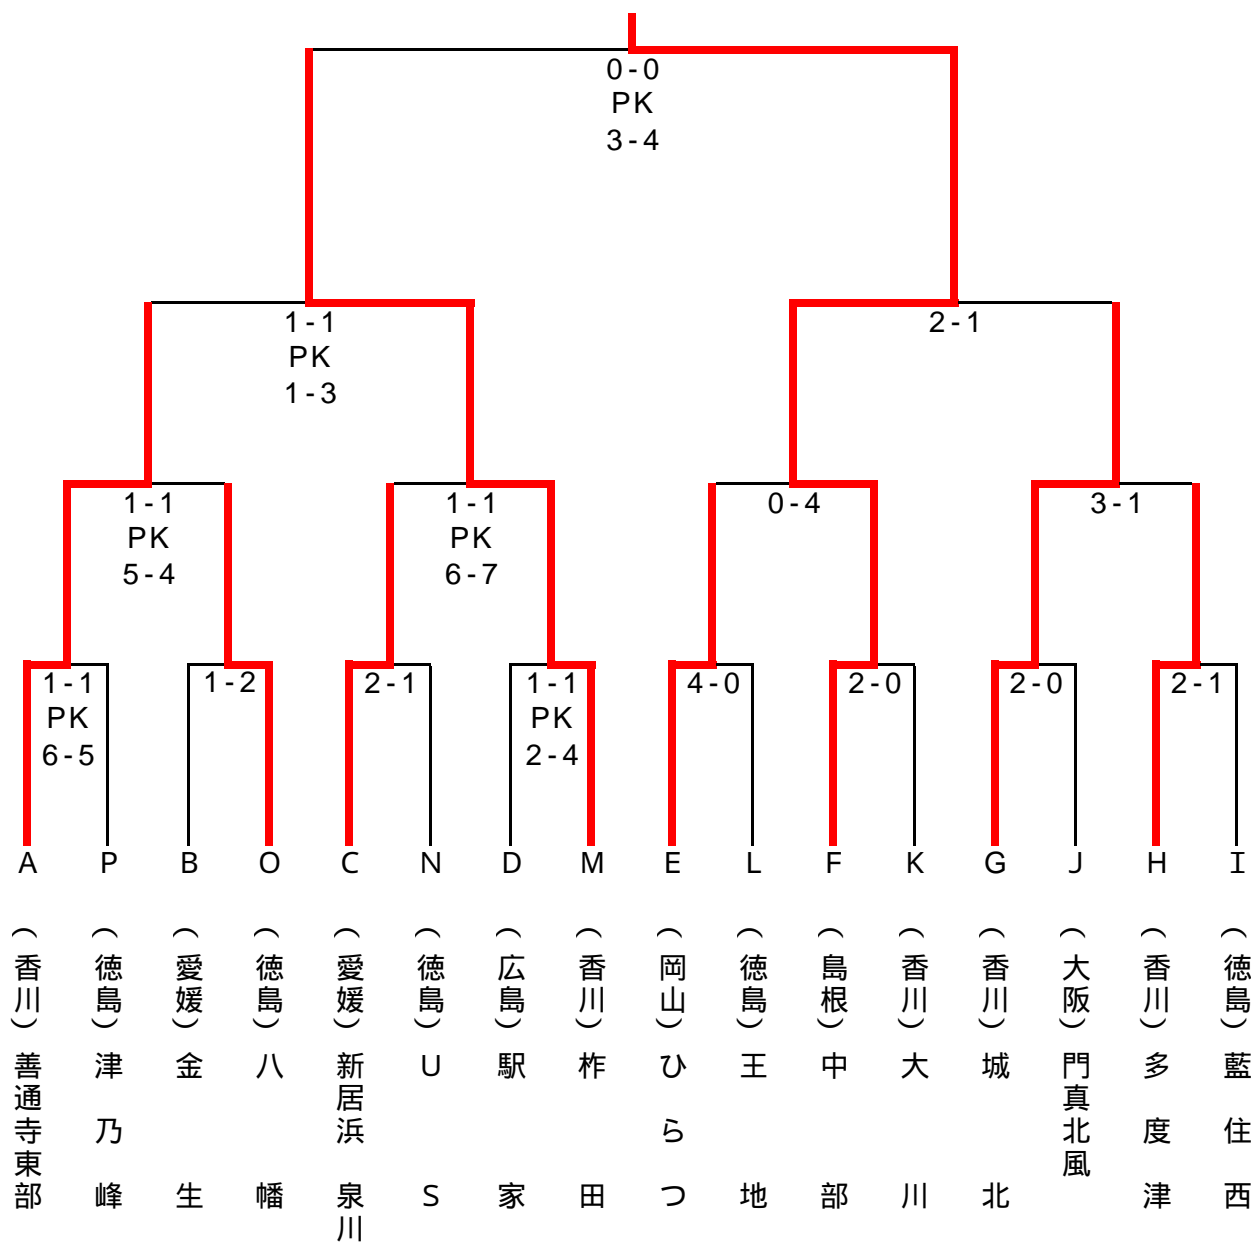 0-0
PK
3-4
1-1
PK
1-3
2-1
1-1
PK
5-4
1-1
PK
6-7
0-4
3-1
1-1
PK
6-5
1-2
2-1
1-1
PK
2-4
4-0
2-0
2-0
2-1
A P B O C N D M E L F K G J H I
(香川) 善通寺東部
(徳島) 津乃峰
(愛媛) 金生
(徳島) 八幡
(愛媛) 新居浜 泉川
(徳島) US
(広島) 駅家
(香川) 柞田
(岡山) ひらつ
(徳島) 王地
(島根) 中部
(香川) 大川
(香川) 城北
(大阪) 門真北風
(香川) 多度津
(徳島) 藍住西